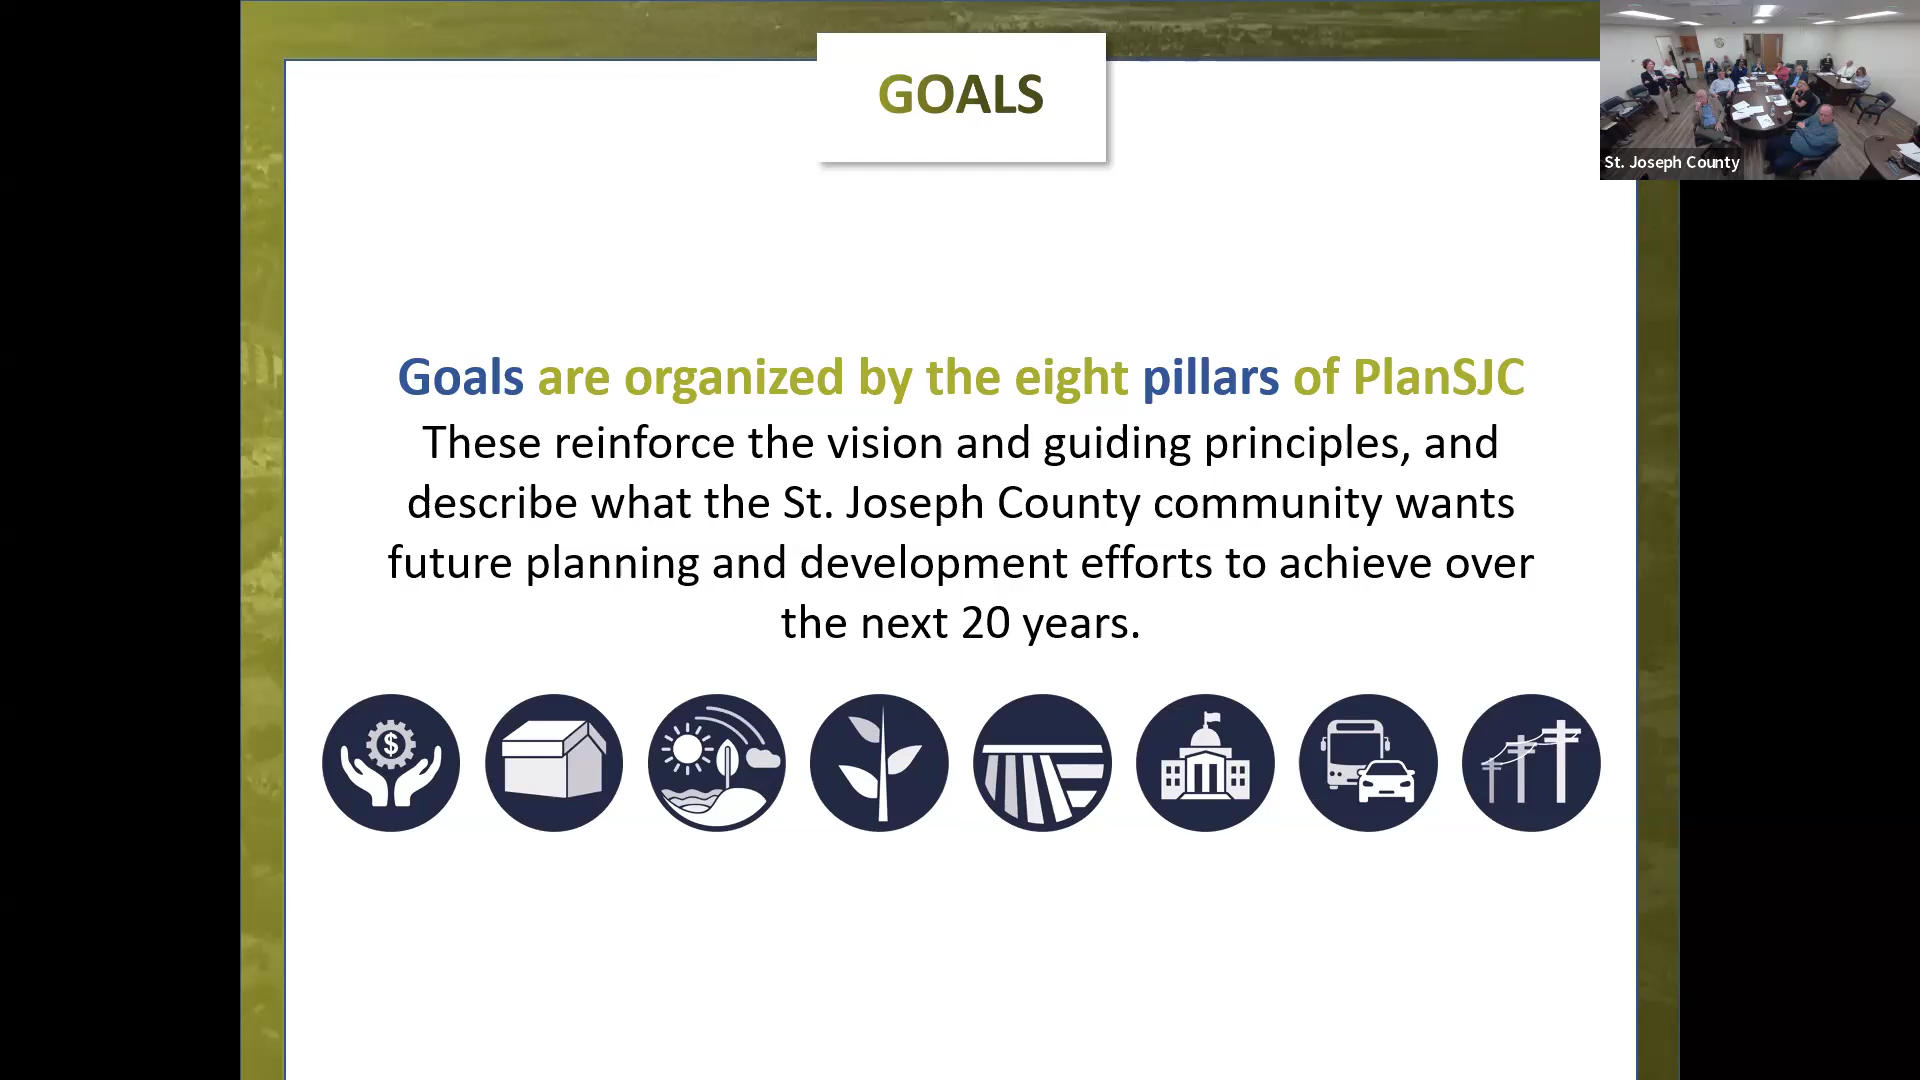 GOALS
St. Joseph County
Goals are organized by the eight pillars of PlanSJC
These reinforce the vision and guiding principles, and
describe what the St. Joseph County community wants
future planning and development efforts to achieve over
the next 20 years.
$